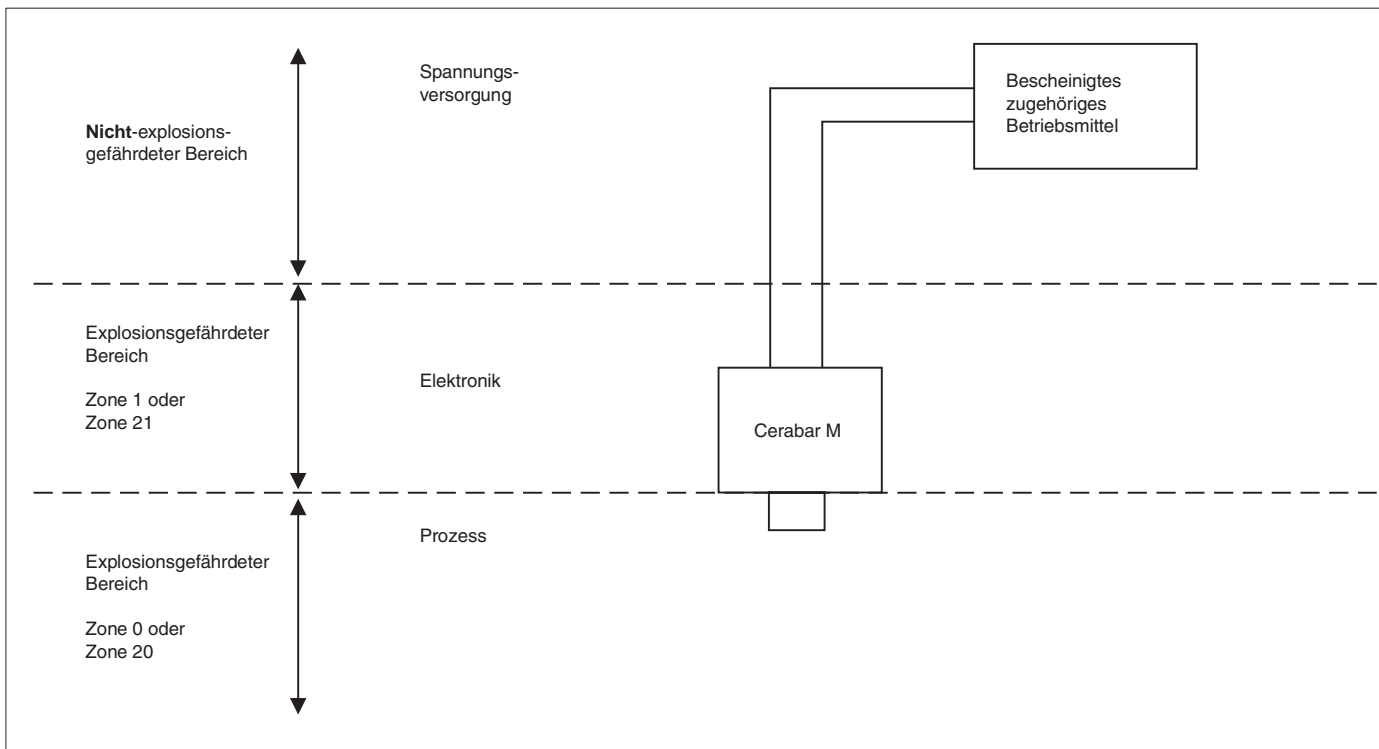 Nicht-explosions-
gefährdeter Bereich
Spannungs-
versorgung
Bescheinigtes
zugehöriges
Betriebsmittel
Explosionsgefährdeter
Bereich
Zone 1 oder
Zone 21
Elektronik
Cerabar M
Explosionsgefährdeter
Bereich
Zone 0 oder
Zone 20
Prozess